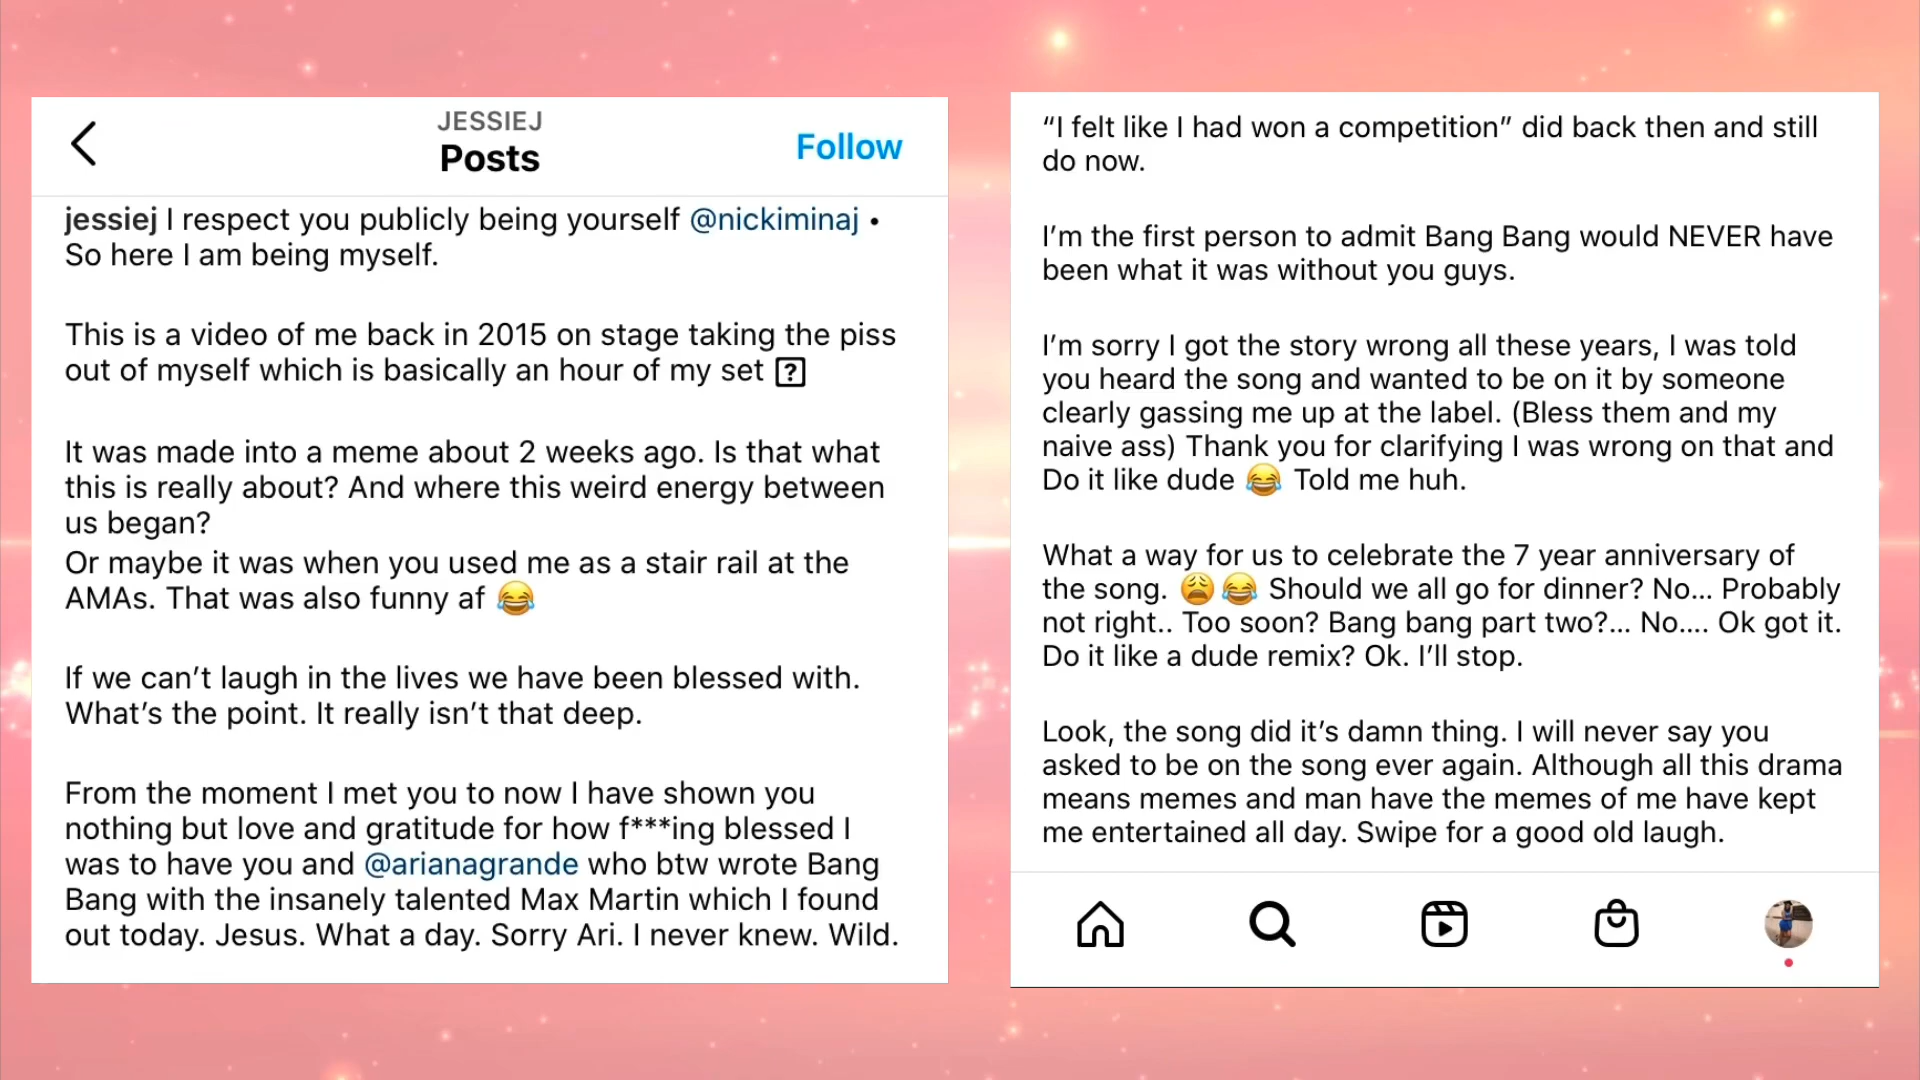 JESSIEJ
Posts
Follow
jessiej I respect you publicly being yourself @nickiminaj •
So here I am being myself.
This is a video of me back in 2015 on stage taking the piss
out of myself which is basically an hour of my set ?
It was made into a meme about 2 weeks ago. Is that what
this is really about? And where this weird energy between
us began?
Or maybe it was when you used me as a stair rail at the
AMAs. That was also funny af 😂
If we can’t laugh in the lives we have been blessed with.
What’s the point. It really isn’t that deep.
From the moment I met you to now I have shown you
nothing but love and gratitude for how f***ing blessed I
was to have you and @arianagrande who btw wrote Bang
Bang with the insanely talented Max Martin which I found
out today. Jesus. What a day. Sorry Ari. I never knew. Wild.
“I felt like I had won a competition” did back then and still
do now.
I’m the first person to admit Bang Bang would NEVER have
been what it was without you guys.
I’m sorry I got the story wrong all these years, I was told
you heard the song and wanted to be on it by someone
clearly gassing me up at the label. (Bless them and my
naive ass) Thank you for clarifying I was wrong on that and
Do it like dude 😂 Told me huh.
What a way for us to celebrate the 7 year anniversary of
the song. 😩😂 Should we all go for dinner? No... Probably
not right.. Too soon? Bang bang part two?... No.... Ok got it.
Do it like a dude remix? Ok. I’ll stop.
Look, the song did it’s damn thing. I will never say you
asked to be on the song ever again. Although all this drama
means memes and man have the memes of me have kept
me entertained all day. Swipe for a good old laugh.